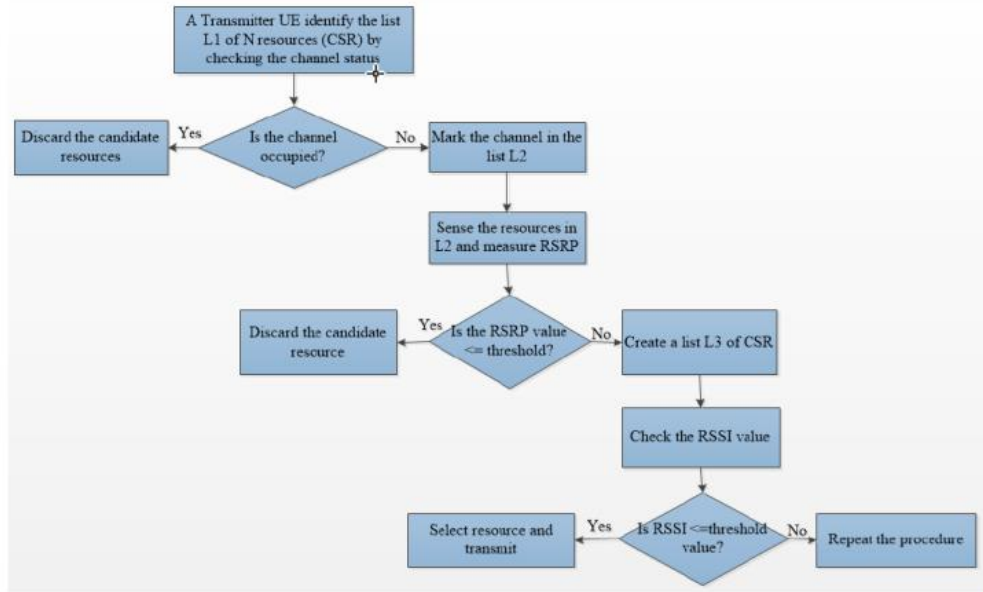 A Transmitter UE identify the list
L1 of N resources (CSR) by
checking the channel status
Is the channel
occupied?
Yes
No
Discard the candidate
resources
Mark the channel in the
list L2
Sense the resources in
L2 and measure RSRP
Is the RSRP value
<= threshold?
Yes
No
Discard the candidate
resource
Create a list L3 of CSR
Check the RSSI value
Is RSSI <=threshold
value?
Yes
No
Select resource and
transmit
Repeat the procedure